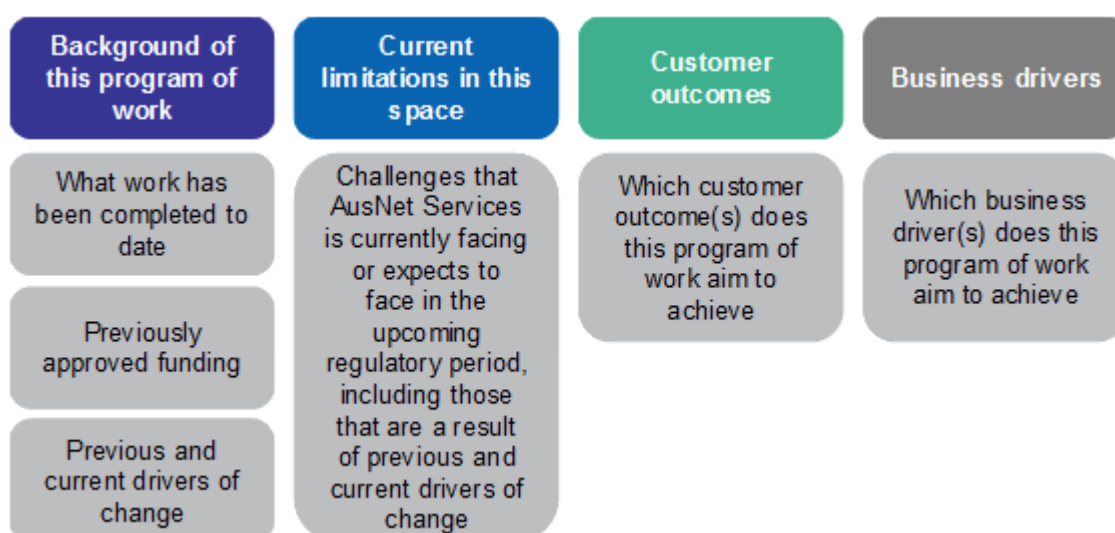 Background of
this program of
work
Current
limitations in this
space
Customer
outcomes
Business drivers
What work has
been completed to
date
Previously
approved funding
Previous and
current drivers of
change
Challenges that
AusNet Services
is currently facing
or expects to
face in the
upcoming
regulatory period,
including those
that are a result
of previous and
current drivers of
change
Which customer
outcome(s) does
this program of
work aim to
achieve
Which business
driver(s) does this
program of work
aim to achieve